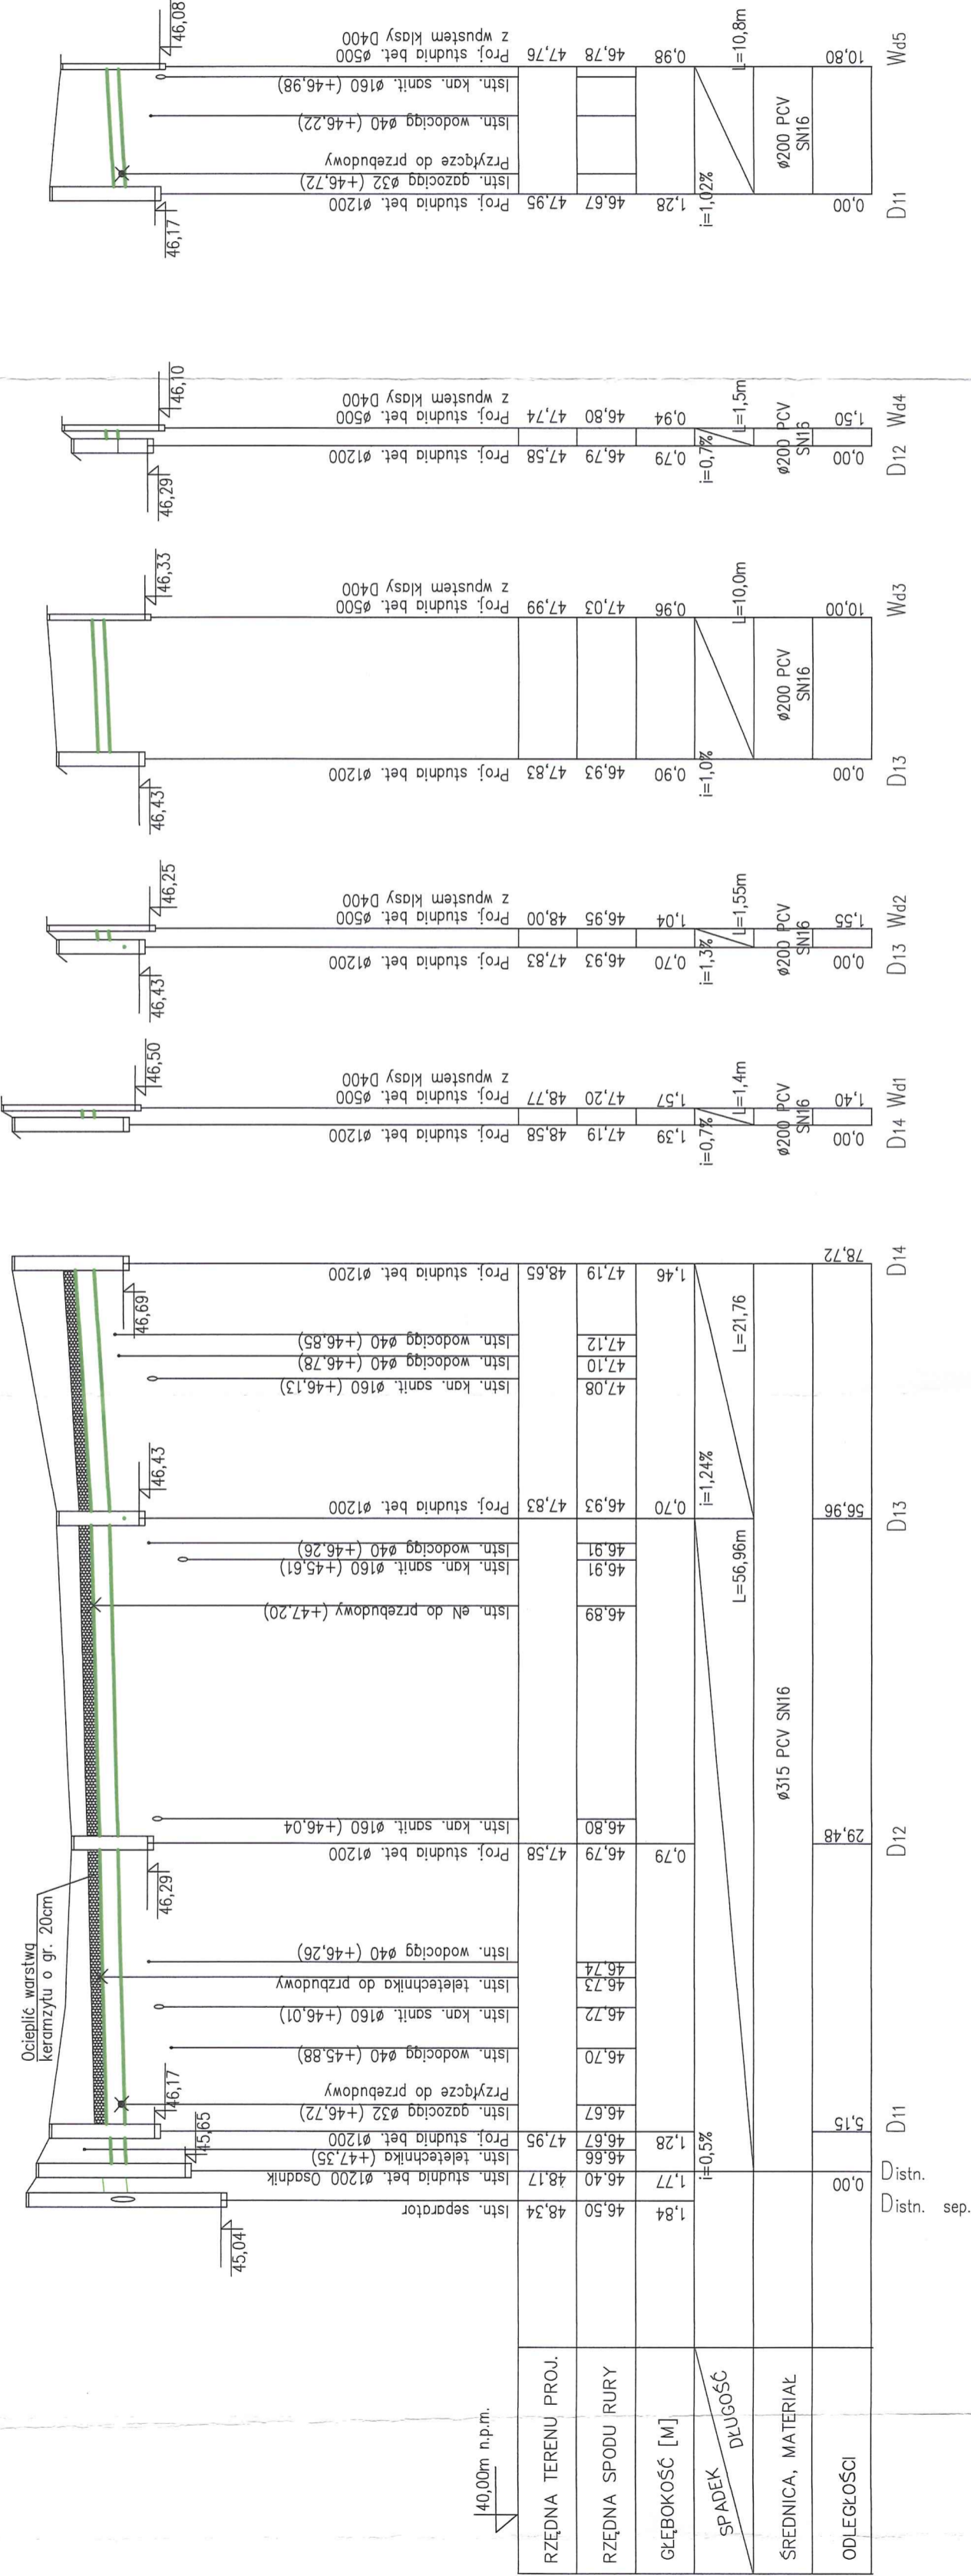 40,00m n.p.m.
RZĘDNA TERENU PROJ.
RZĘDNA SPODU RURY
GŁĘBOKOŚĆ [M]
SPADEK
DŁUGOŚĆ
ŚREDNICA, MATERIAŁ
ODLEGŁOŚCI
Ocieplić warstwą
keramzytu o gr. 20cm
45,04
45,65
46,17
46,29
46,43
46,69
Istn. separator
48,34
46,50
1,84
Distn. sep.
Istn. studnia bet. ø1200 Osadnik
48,17
46,40
1,77
0,00
Distn.
Istn. teletechnika (+47,35)
46,66
Proj. studnia bet. ø1200
47,95
46,67
1,28
5,15
D11
i=0,5%
Istn. gazociąg ø32 (+46,72)
Przyłącze do przebudowy
46,67
Istn. wodociąg ø40 (+45,88)
46,70
Istn. kan. sanit. ø160 (+46,01)
46,72
Istn. teletechnika do przbudowy
46,73
Istn. wodociąg ø40 (+46,26)
46,74
Proj. studnia bet. ø1200
47,58
46,79
0,79
29,48
D12
Istn. kan. sanit. ø160 (+46,04)
46,80
ø315 PCV SN16
Istn. eN do przebudowy (+47,20)
46,89
Istn. kan. sanit. ø160 (+45,61)
46,91
Istn. wodociąg ø40 (+46,26)
46,91
L=56,96m
Proj. studnia bet. ø1200
47,83
46,93
0,70
56,96
D13
i=1,24%
Istn. kan. sanit. ø160 (+46,13)
47,08
Istn. wodociąg ø40 (+46,78)
47,10
Istn. wodociąg ø40 (+46,85)
47,12
L=21,76
Proj. studnia bet. ø1200
48,65
47,19
1,46
78,72
D14
46,50
Proj. studnia bet. ø1200
48,58
47,19
1,39
i=0,7%
0,00
D14
Proj. studnia bet. ø500
z wpustem klasy D400
48,77
47,20
1,57
L=1,4m
ø200 PCV
SN16
1,40
Wd1
46,43
46,25
Proj. studnia bet. ø1200
47,83
46,93
0,70
i=1,3%
0,00
D13
Proj. studnia bet. ø500
z wpustem klasy D400
48,00
46,95
1,04
L=1,55m
ø200 PCV
SN16
1,55
Wd2
46,43
46,33
Proj. studnia bet. ø1200
47,83
46,93
0,90
i=1,0%
0,00
D13
ø200 PCV
SN16
Proj. studnia bet. ø500
z wpustem klasy D400
47,99
47,03
0,96
L=10,0m
10,00
Wd3
46,29
46,10
Proj. studnia bet. ø1200
47,58
46,79
0,79
i=0,7%
0,00
D12
Proj. studnia bet. ø500
z wpustem klasy D400
47,74
46,80
0,94
L=1,5m
ø200 PCV
SN16
1,50
Wd4
46,17
46,08
Proj. studnia bet. ø1200
47,95
46,67
1,28
i=1,02%
0,00
D11
Istn. gazociąg ø32 (+46,72)
Przyłącze do przebudowy
Istn. wodociąg ø40 (+46,22)
Istn. kan. sanit. ø160 (+46,98)
ø200 PCV
SN16
Proj. studnia bet. ø500
z wpustem klasy D400
47,76
46,78
0,98
L=10,8m
10,80
Wd5